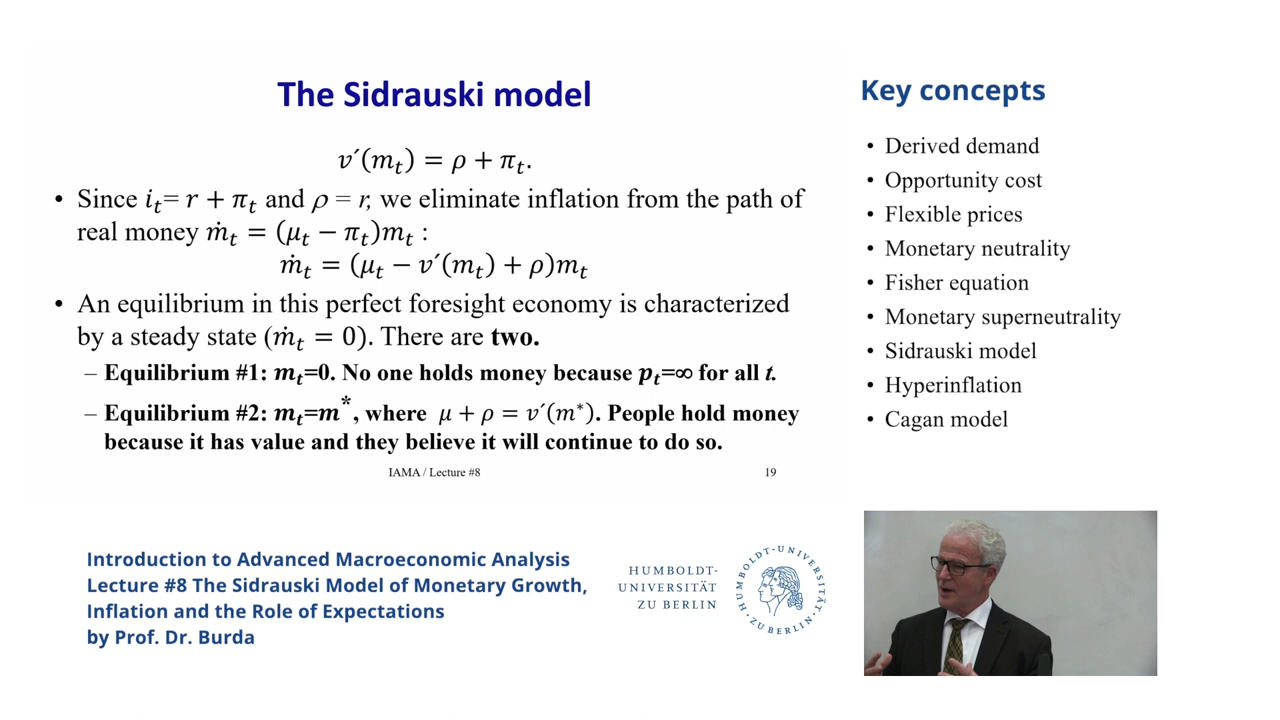 The Sidrauski model
v´(mₜ) = ρ + πₜ.
• Since iₜ= r + πₜ and ρ = r, we eliminate inflation from the path of
real money ṁₜ = (μₜ − πₜ)mₜ :
ṁₜ = (μₜ − v´(mₜ) + ρ)mₜ
• An equilibrium in this perfect foresight economy is characterized
by a steady state (ṁₜ = 0). There are two.
– Equilibrium #1: mₜ=0. No one holds money because pₜ=∞ for all t.
– Equilibrium #2: mₜ=m*, where μ + ρ = v´(m*). People hold money
because it has value and they believe it will continue to do so.
IAMA / Lecture #8 19
Key concepts
• Derived demand
• Opportunity cost
• Flexible prices
• Monetary neutrality
• Fisher equation
• Monetary superneutrality
• Sidrauski model
• Hyperinflation
• Cagan model
Introduction to Advanced Macroeconomic Analysis
Lecture #8 The Sidrauski Model of Monetary Growth,
Inflation and the Role of Expectations
by Prof. Dr. Burda
HUMBOLDT-
UNIVERSITÄT
ZU BERLIN
HUMBOLDT-UNIVERSITÄT
ZU BERLIN